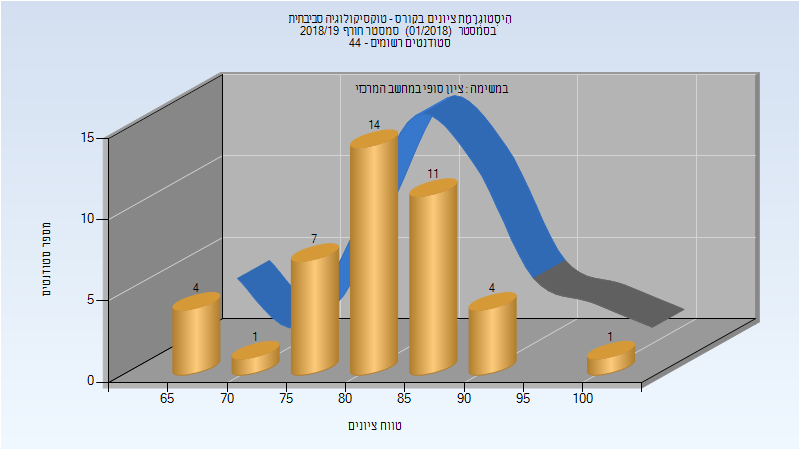 היסטוגרמת ציונים בקורס - טוקסיקולוגיה סביבתית
בסמסטר (01/2018) סמסטר חורף 2018/19
סטודנטים רשומים - 44
במשימה : ציון סופי במחשב המרכזי
מספר סטודנטים
15
10
5
0
4
1
7
14
11
4
1
65 70 75 80 85 90 95 100
טווח ציונים